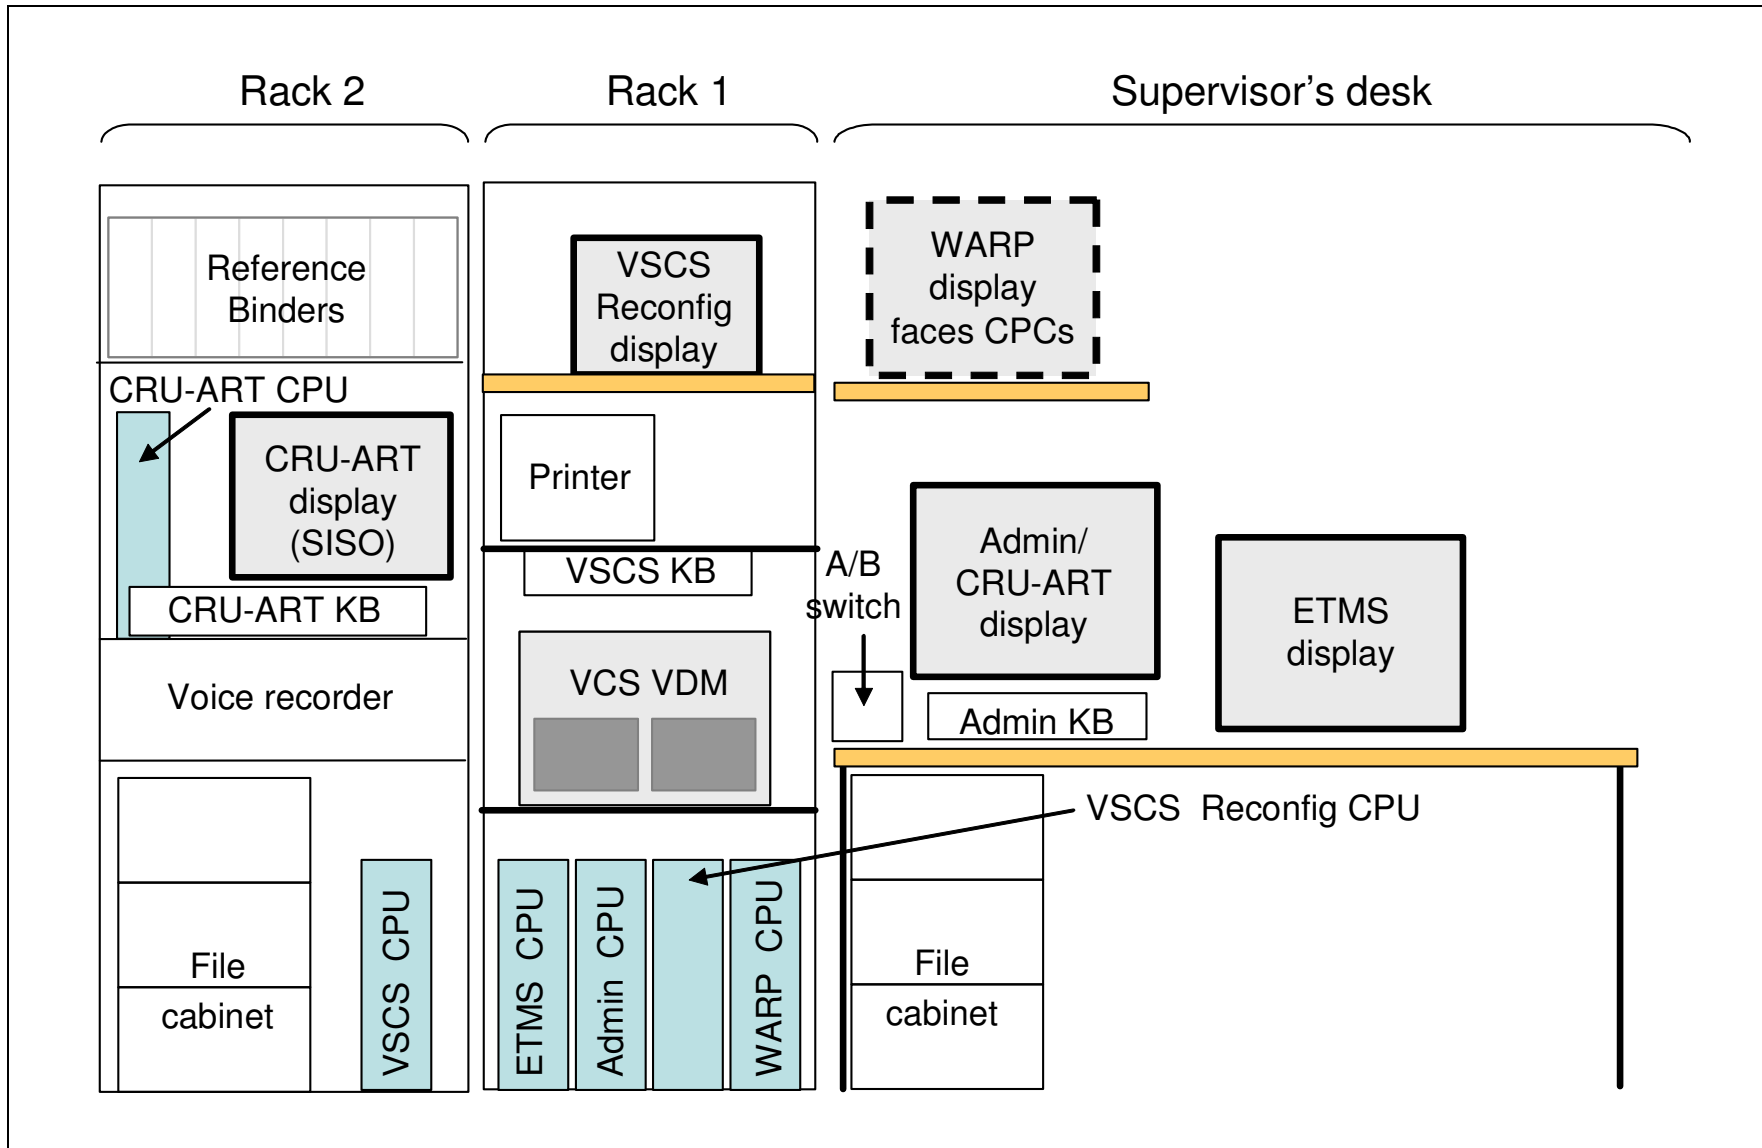 Rack 2
Rack 1
Supervisor’s desk
Reference
Binders
CRU-ART CPU
CRU-ART
display
(SISO)
CRU-ART KB
Voice recorder
File
cabinet
VSCS CPU
VSCS
Reconfig
display
Printer
VSCS KB
VCS VDM
ETMS CPU
Admin CPU
WARP CPU
WARP
display
faces CPCs
A/B
switch
Admin/
CRU-ART
display
Admin KB
ETMS
display
VSCS Reconfig CPU
File
cabinet